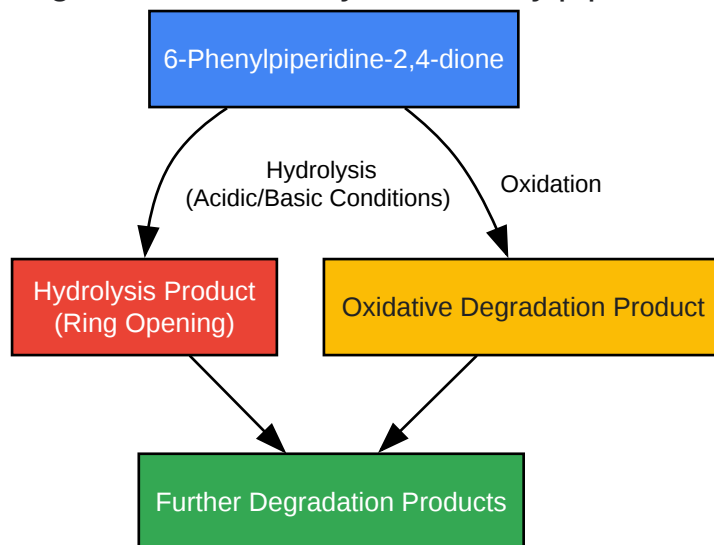 6-Phenylpiperidine-2,4-dione
Hydrolysis
(Acidic/Basic Conditions)
Oxidation
Hydrolysis Product
(Ring Opening)
Oxidative Degradation Product
Further Degradation Products